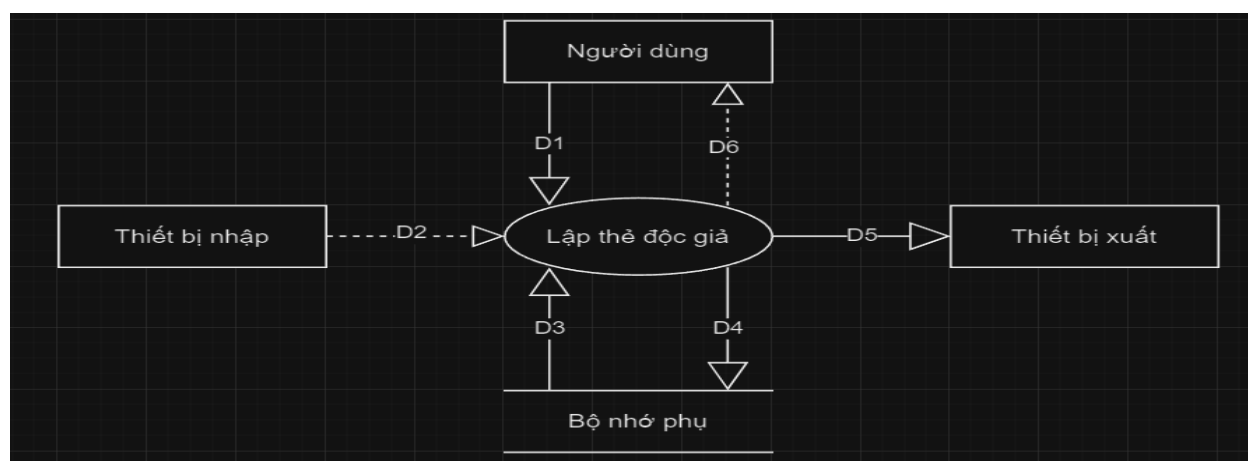 Người dùng
D1
D6
Thiết bị nhập
D2
Lập thẻ độc giả
D5
Thiết bị xuất
D3
D4
Bộ nhớ phụ